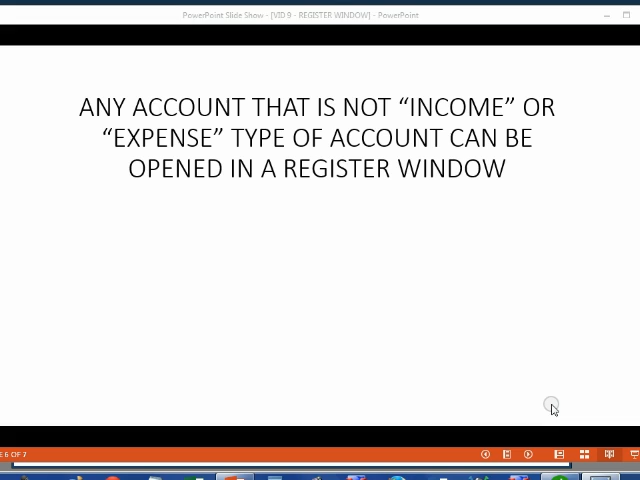 PowerPoint Slide Show - [VID 9 - REGISTER WINDOW] - PowerPoint
ANY ACCOUNT THAT IS NOT “INCOME” OR
“EXPENSE” TYPE OF ACCOUNT CAN BE
OPENED IN A REGISTER WINDOW
E 6 OF 7